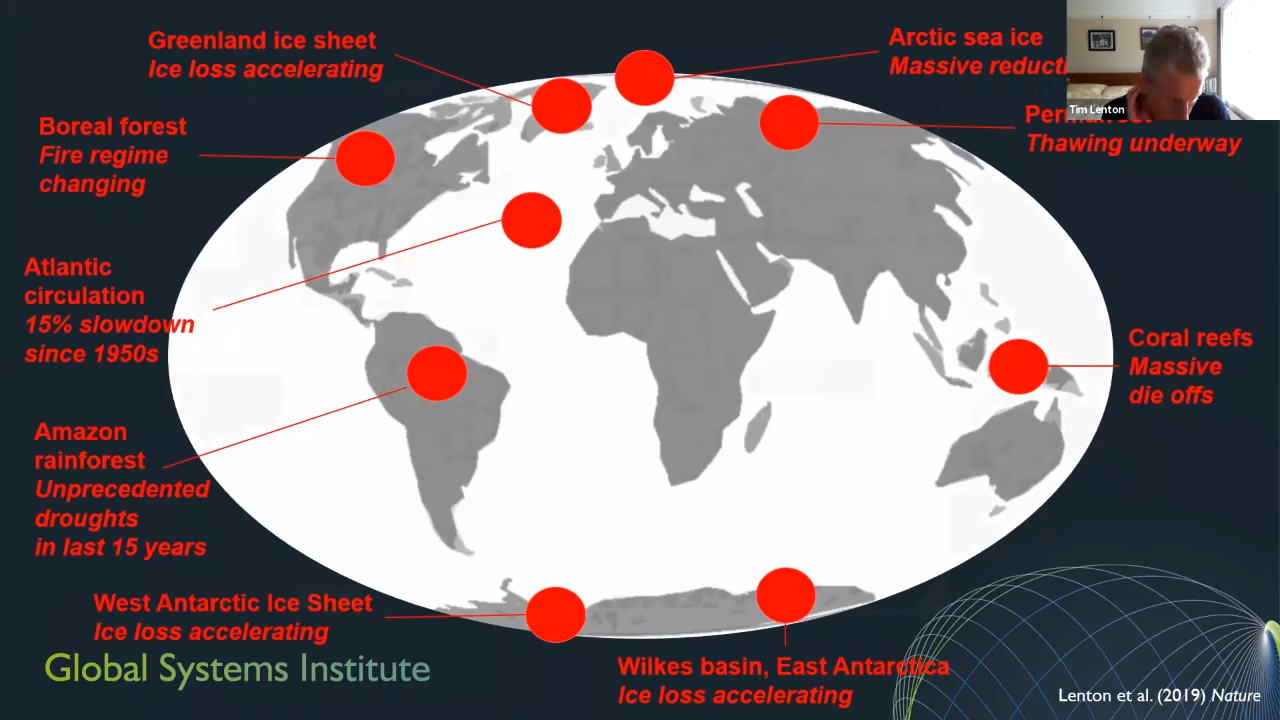 Greenland ice sheet
Ice loss accelerating
Arctic sea ice
Massive
Tim Lenton
Thawing underway
Boreal forest
Fire regime
changing
Atlantic
circulation
15% slowdown
since 1950s
Coral reefs
Massive
die offs
Amazon
rainforest
Unprecedented
droughts
in last 15 years
West Antarctic Ice Sheet
Ice loss accelerating
Wilkes basin, East Antarctica
Ice loss accelerating
Global Systems Institute
Lenton et al. (2019) Nature